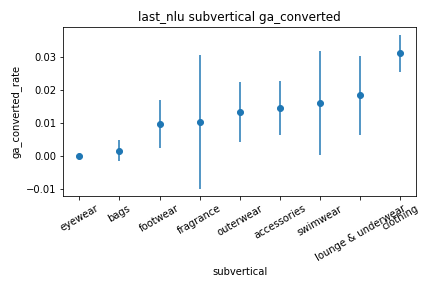 last_nlu subvertical ga_converted
ga_converted_rate
0.03
0.02
0.01
0.00
−0.01
eyewear
bags
footwear
fragrance
outerwear
accessories
swimwear
lounge & underwear
clothing
subvertical